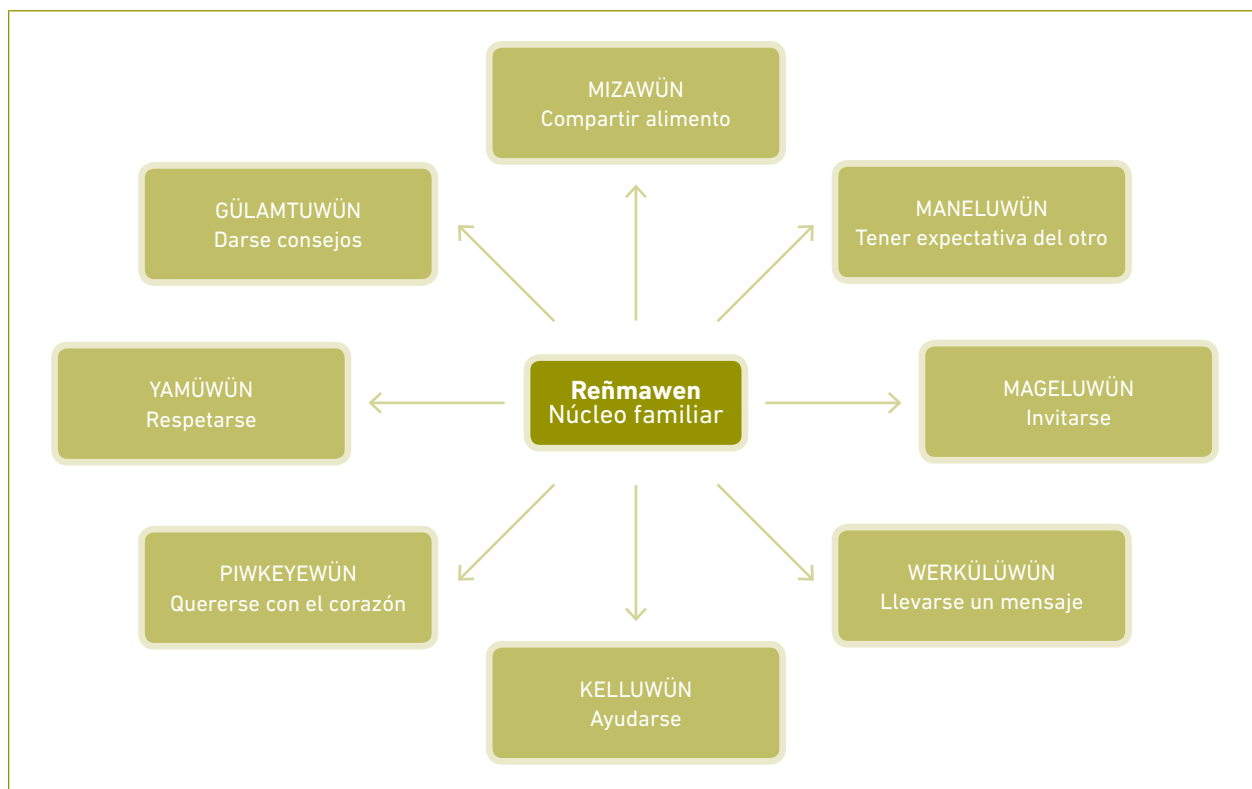 MIZAWÜN
Compartir alimento
GÜLAMTUWÜN
Darse consejos
MANELUWÜN
Tener expectativa del otro
YAMÜWÜN
Respetarse
Reñmawen
Núcleo familiar
MAGELUWÜN
Invitarse
PIWKEYEWÜN
Quererse con el corazón
WERKÜLÜWÜN
Llevarse un mensaje
KELLUWÜN
Ayudarse